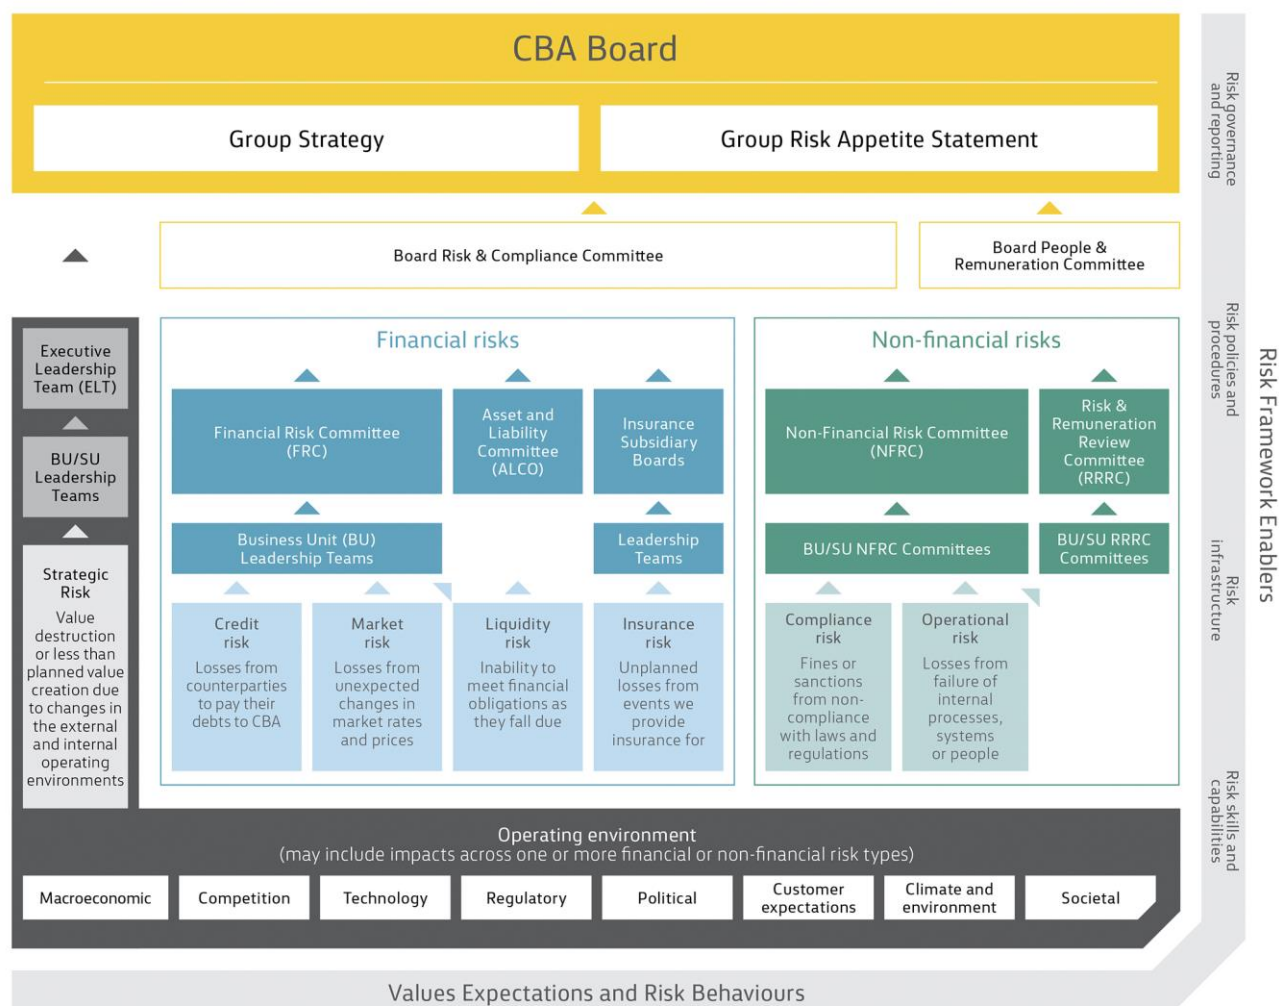 CBA Board
Group Strategy
Group Risk Appetite Statement
Board Risk & Compliance Committee
Board People &
Remuneration Committee
Executive
Leadership
Team (ELT)
BU/SU
Leadership
Teams
Strategic
Risk
Value
destruction
or less than
planned value
creation due
to changes in
the external
and internal
operating
environments
Financial risks
Financial Risk Committee
(FRC)
Asset and
Liability
Committee
(ALCO)
Insurance
Subsidiary
Boards
Business Unit (BU)
Leadership Teams
Leadership
Teams
Credit
risk
Losses from
counterparties
to pay their
debts to CBA
Market
risk
Losses from
unexpected
changes in
market rates
and prices
Liquidity
risk
Inability to
meet financial
obligations as
they fall due
Insurance
risk
Unplanned
losses from
events we
provide
insurance for
Non-financial risks
Non-Financial Risk Committee
(NFRC)
Risk &
Remuneration
Review
Committee
(RRRC)
BU/SU NFRC Committees
BU/SU RRRC
Committees
Compliance
risk
Fines or
sanctions
from non-
compliance
with laws and
regulations
Operational
risk
Losses from
failure of
internal
processes,
systems
or people
Operating environment
(may include impacts across one or more financial or non-financial risk types)
Macroeconomic
Competition
Technology
Regulatory
Political
Customer
expectations
Climate and
environment
Societal
Values Expectations and Risk Behaviours
Risk governance
and reporting
Risk policies and
procedures
Risk
infrastructure
Risk skills and
capabilities
Risk Framework Enablers